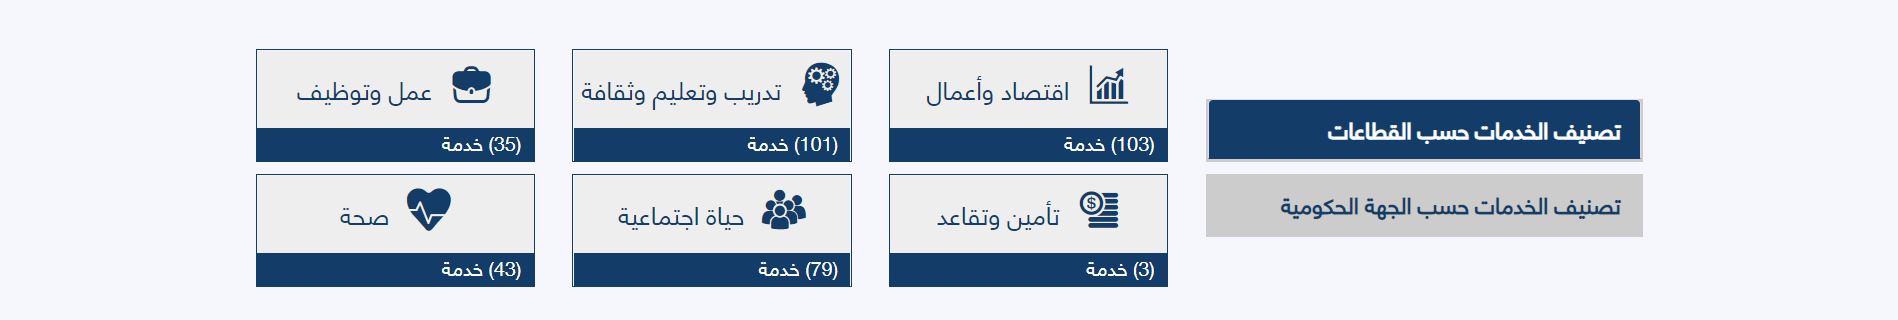 تصنيف الخدمات حسب القطاعات
تصنيف الخدمات حسب الجهة الحكومية
اقتصاد وأعمال
(103) خدمة
تدريب وتعليم وثقافة
(101) خدمة
عمل وتوظيف
(35) خدمة
تأمين وتقاعد
(3) خدمة
حياة اجتماعية
(79) خدمة
صحة
(43) خدمة